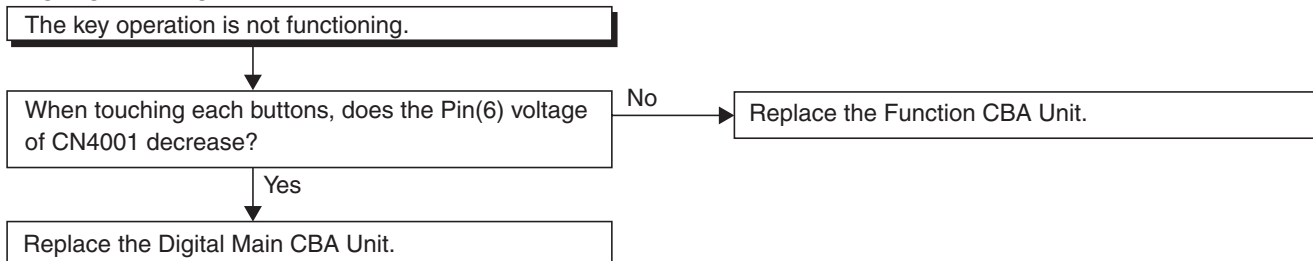 The key operation is not functioning.
When touching each buttons, does the Pin(6) voltage
of CN4001 decrease?
No
Replace the Function CBA Unit.
Yes
Replace the Digital Main CBA Unit.